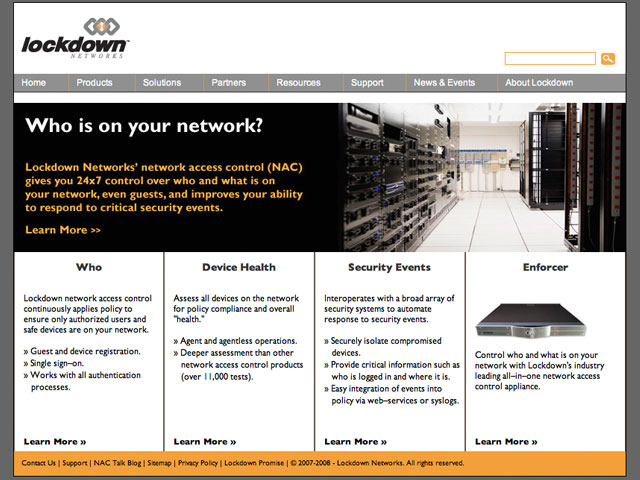 lockdown™
NETWORKS
Home Products Solutions Partners Resources Support News & Events About Lockdown
Who is on your network?
Lockdown Networks' network access control (NAC)
gives you 24x7 control over who and what is on
your network, even guests, and improves your ability
to respond to critical security events.
Learn More >>
Who
Lockdown network access control
continuously applies policy to
ensure only authorized users and
safe devices are on your network.
» Guest and device registration.
» Single sign–on.
» Works with all authentication
processes.
Learn More »
Device Health
Assess all devices on the network
for policy compliance and overall
"health."
» Agent and agentless operations.
» Deeper assessment than other
network access control products
(over 11,000 tests).
Learn More »
Security Events
Interoperates with a broad array of
security systems to automate
response to security events.
» Securely isolate compromised
devices.
» Provide critical information such as
who is logged in and where it is.
» Easy integration of events into
policy via web–services or syslogs.
Learn More »
Enforcer
Control who and what is on your
network with Lockdown's industry
leading all–in–one network access
control appliance.
Learn More »
Contact Us | Support | NAC Talk Blog | Sitemap | Privacy Policy | Lockdown Promise | © 2007-2008 - Lockdown Networks. All rights reserved.